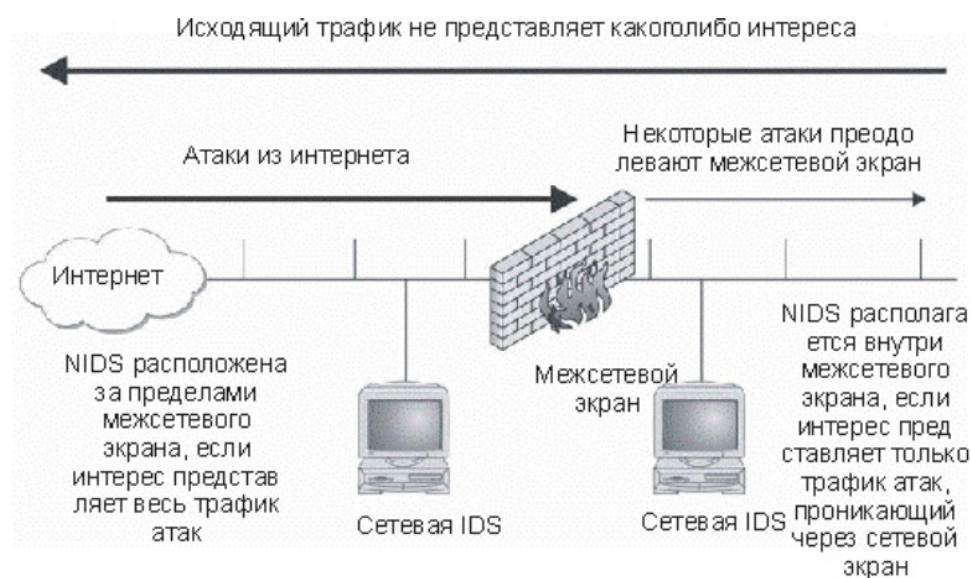 Исходящий трафик не представляет какоголибо интереса
Атаки из интернета
Некоторые атаки преодо
левают межсетевой экран
Интернет
NIDS расположена
за пределами
межсетевого
экрана, если
интерес представ
ляет весь трафик
атак
Сетевая IDS
Межсетевой
экран
Сетевая IDS
NIDS располага
ется внутри
межсетевого
экрана, если
интерес пред
ставляет только
трафик атак,
проникающий
через сетевой
экран